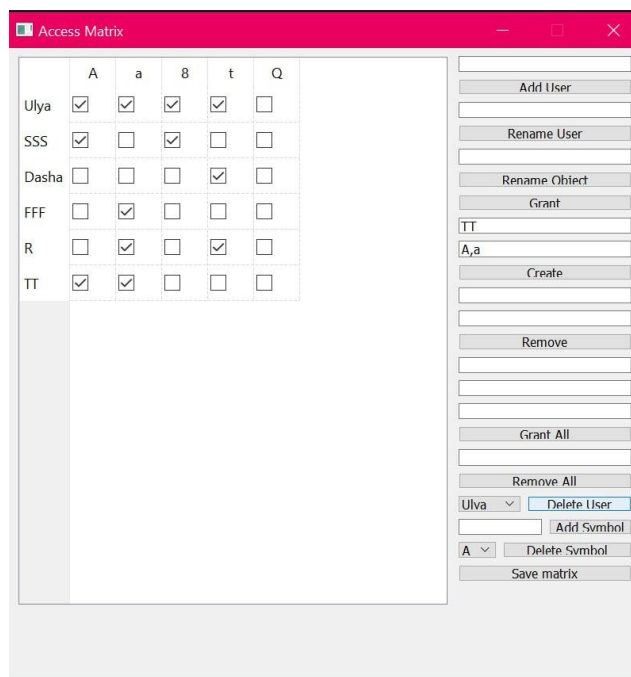 Access Matrix
A a 8 t Q
Ulya
SSS
Dasha
FFF
R
TT
Add User
Rename User
Rename Object
Grant
TT
A,a
Create
Remove
Grant All
Remove All
Ulya Delete User
Add Symbol
A Delete Symbol
Save matrix